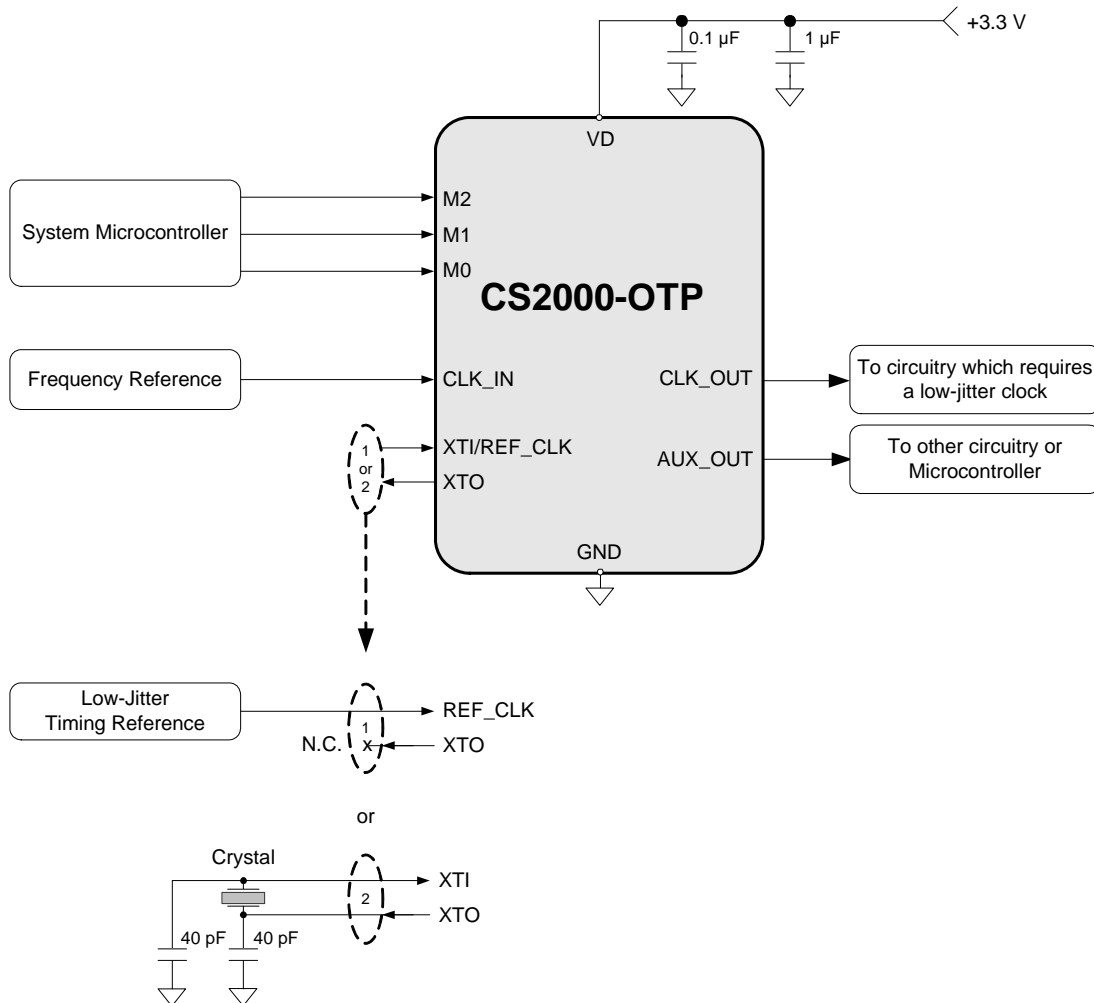 +3.3 V
0.1 µF
1 µF
VD
System Microcontroller
M2
M1
M0
CS2000-OTP
Frequency Reference
CLK_IN
CLK_OUT
To circuitry which requires
a low-jitter clock
1
or
2
XTI/REF_CLK
XTO
AUX_OUT
To other circuitry or
Microcontroller
GND
Low-Jitter
Timing Reference
1
REF_CLK
N.C.
x
XTO
or
Crystal
2
XTI
XTO
40 pF
40 pF